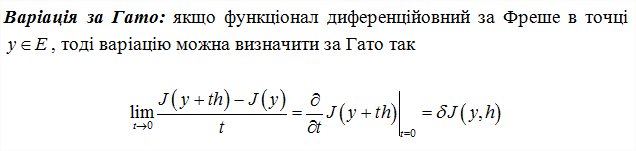 Варіація за Гато: якщо функціонал диференційовний за Фреше в точці
y ∈ E, тоді варіацію можна визначити за Гато так
lim_{t→0} (J(y+th) − J(y))/t = ∂/∂t J(y+th)|_{t=0} = δJ(y,h)